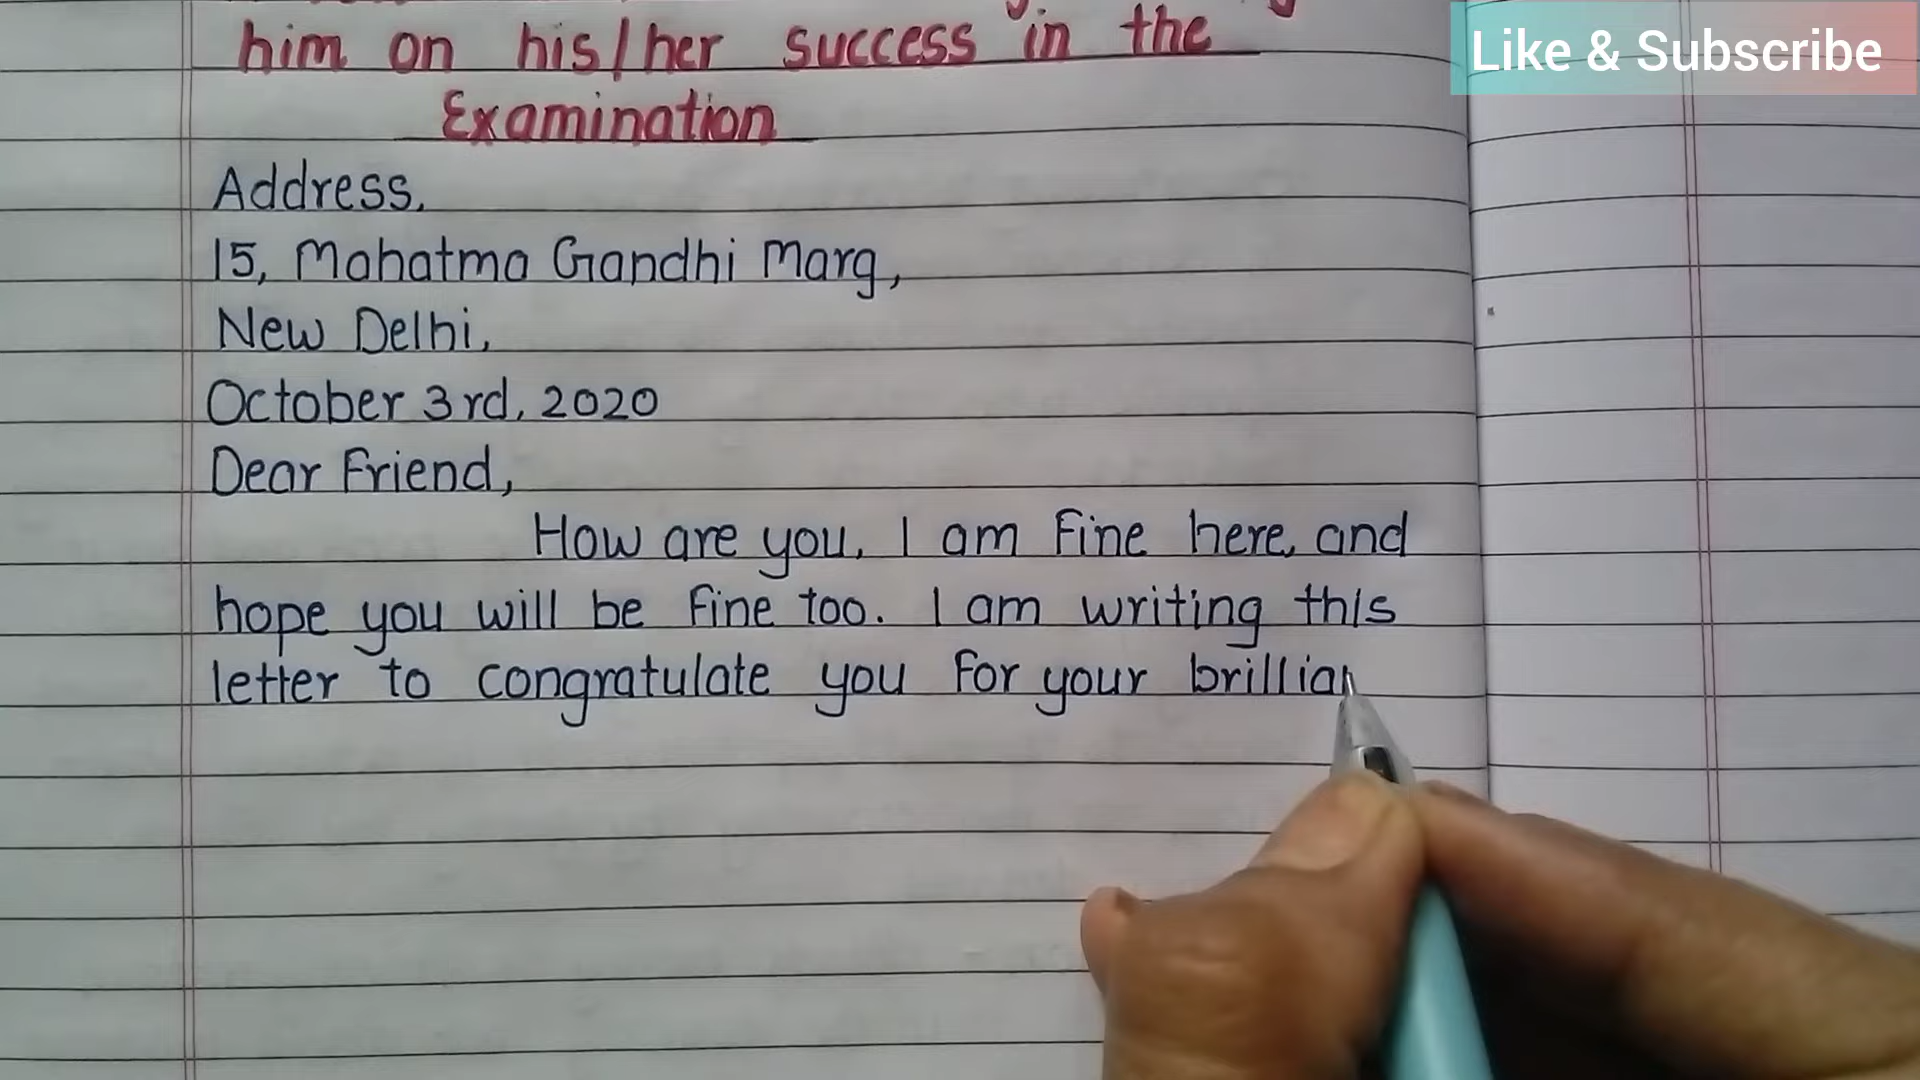 him on his/her success in the
Like & Subscribe
Examination
Address,
15, Mahatma Gandhi Marg,
New Delhi,
October 3rd, 2020
Dear Friend,
How are you, I am fine here, and
hope you will be fine too. I am writing this
letter to congratulate you for your brillian